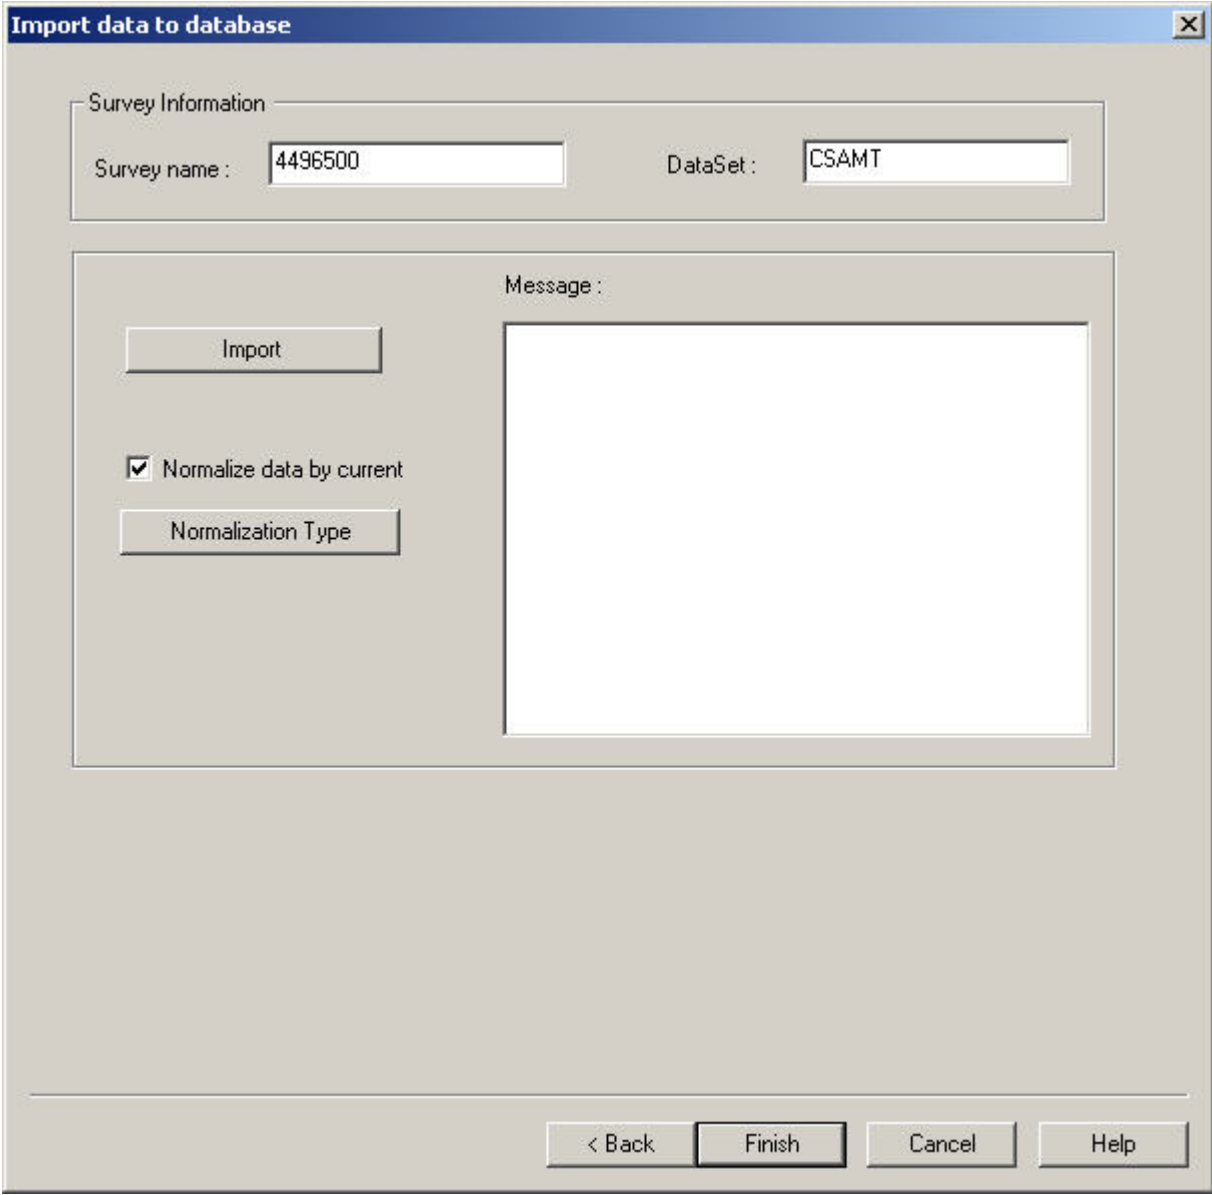 Import data to database
Survey Information
Survey name : 4496500 DataSet : CSAMT
Message :
Import
Normalize data by current
Normalization Type
< Back Finish Cancel Help